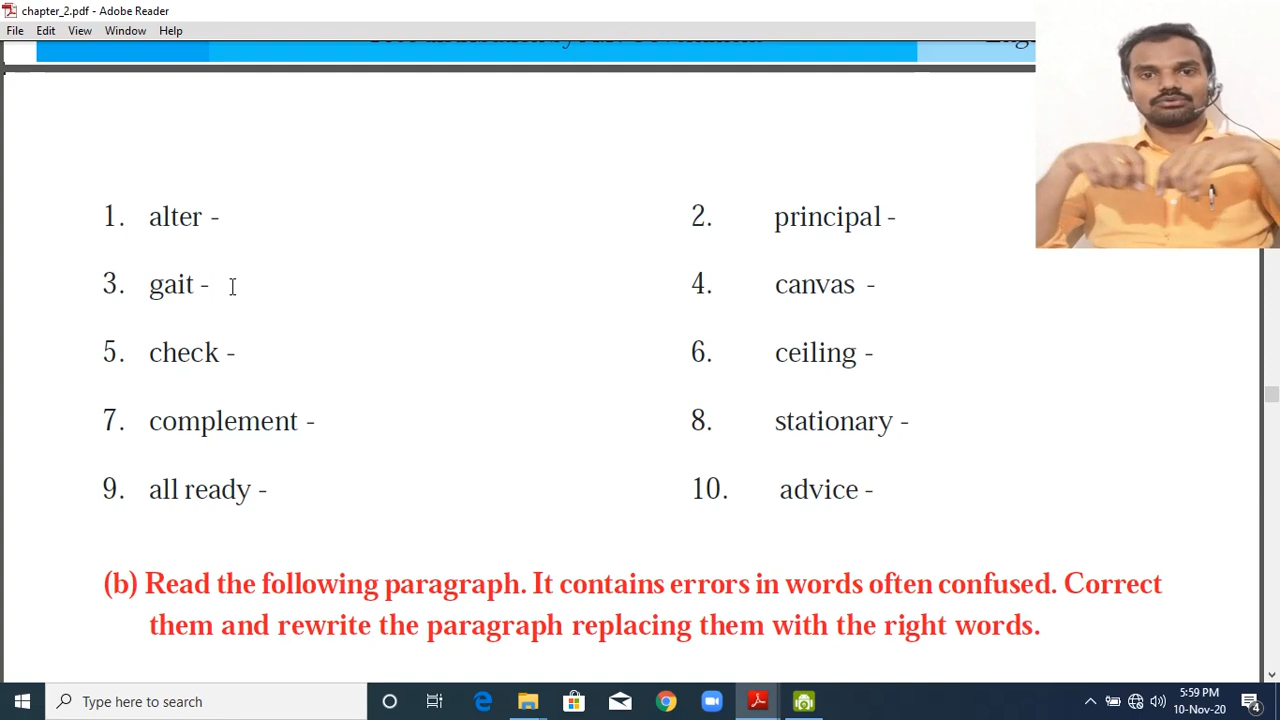 chapter_2.pdf - Adobe Reader
File Edit View Window Help
1. alter -
2. principal -
3. gait -
4. canvas -
5. check -
6. ceiling -
7. complement -
8. stationary -
9. all ready -
10. advice -
(b) Read the following paragraph. It contains errors in words often confused. Correct
them and rewrite the paragraph replacing them with the right words.
Type here to search
5:59 PM
10-Nov-20
4